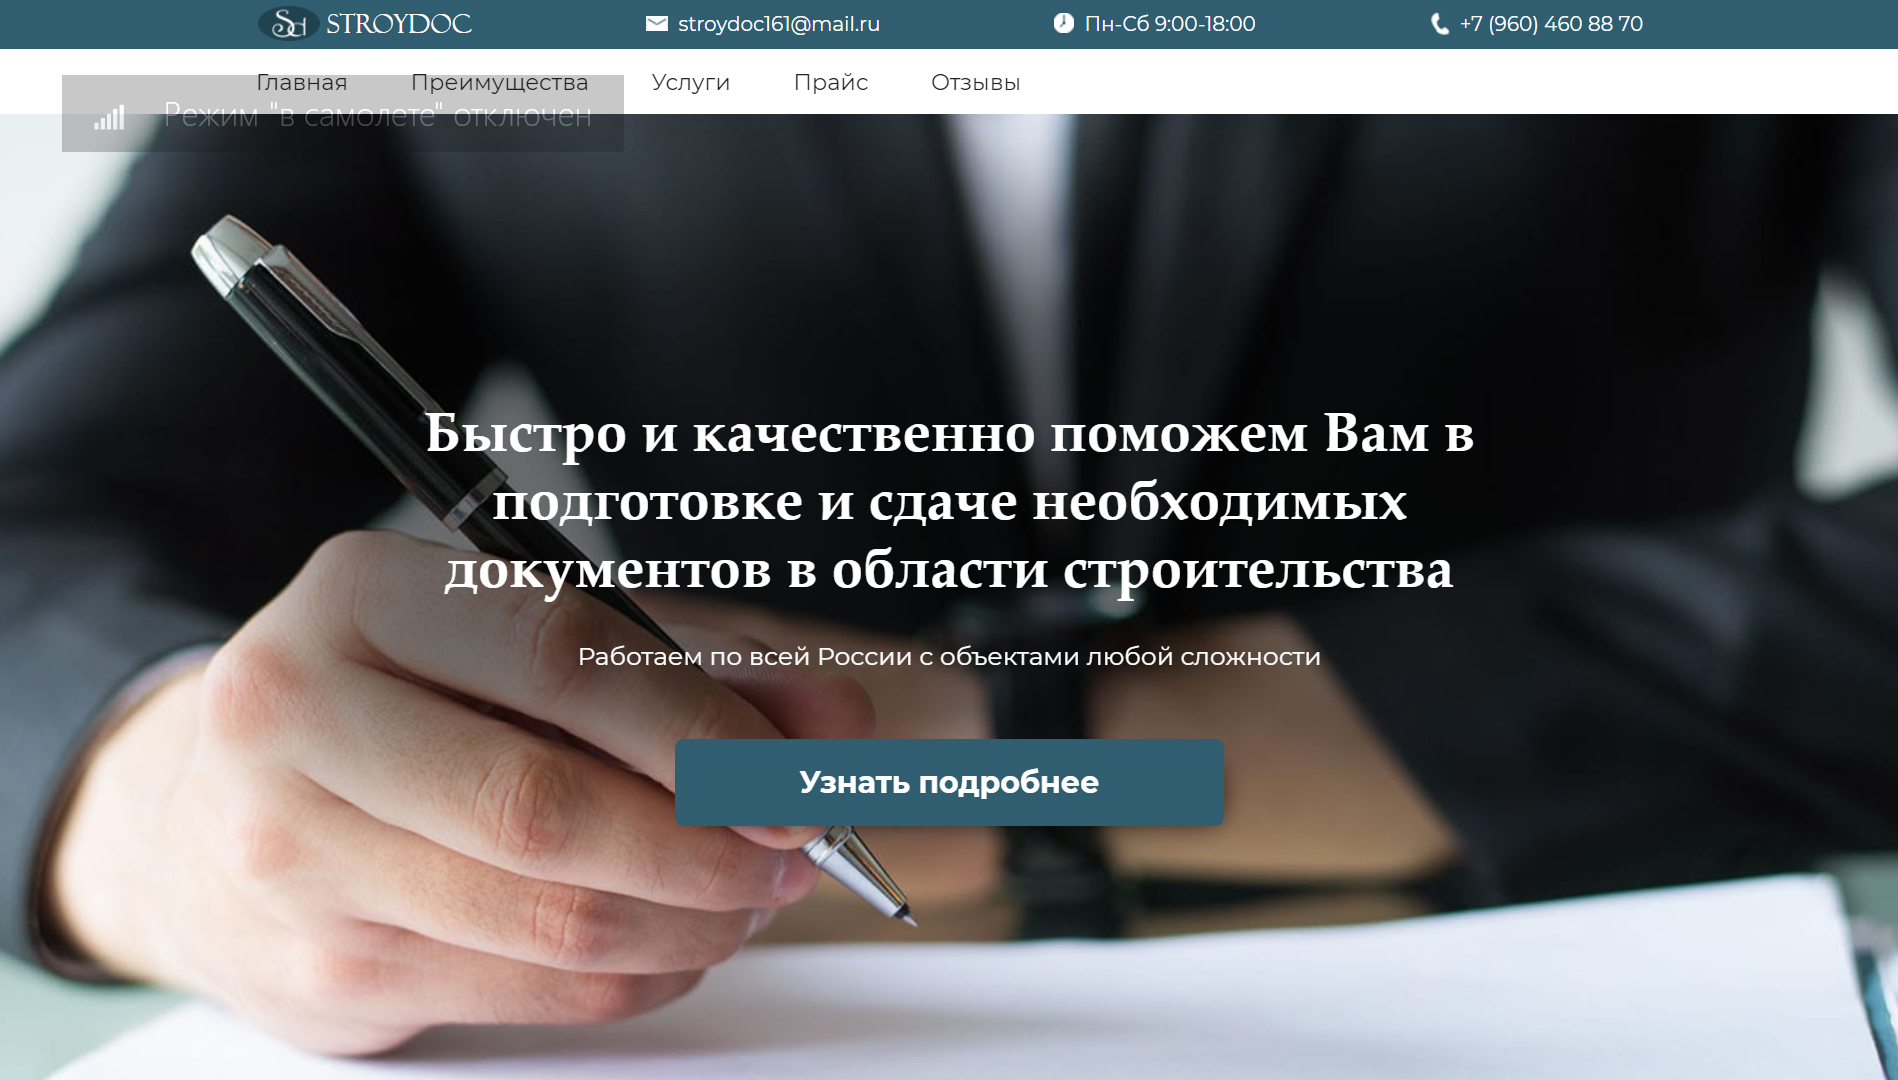 STROYDOC
stroydoc161@mail.ru
Пн-Сб 9:00-18:00
+7 (960) 460 88 70
Главная
Преимущества
Услуги
Прайс
Отзывы
Режим "в самолете" отключен
Быстро и качественно поможем Вам в
подготовке и сдаче необходимых
документов в области строительства
Работаем по всей России с объектами любой сложности
Узнать подробнее